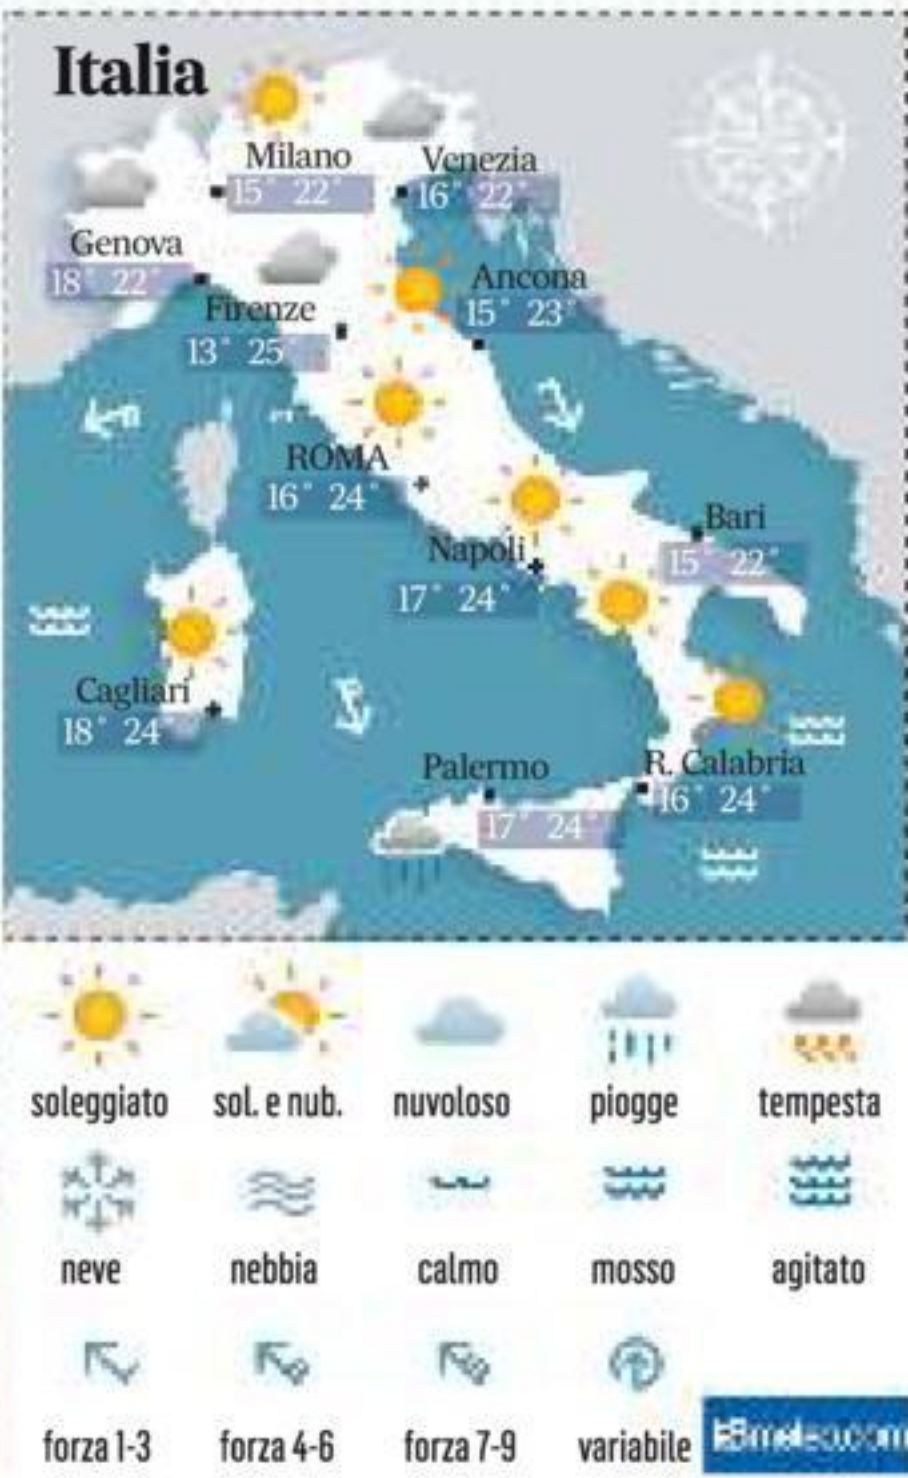 Italia
Milano
15° 22°
Venezia
16° 22°
Genova
18° 22°
Firenze
13° 25
Ancona
15° 23°
ROMA
16° 24°
Napoli
17° 24°
Bari
15° 22°
Cagliari
18° 24°
Palermo
17° 24°
R. Calabria
16° 24°
soleggiato sol. e nub. nuvoloso piogge tempesta
neve nebbia calmo mosso agitato
forza 1-3 forza 4-6 forza 7-9 variabile